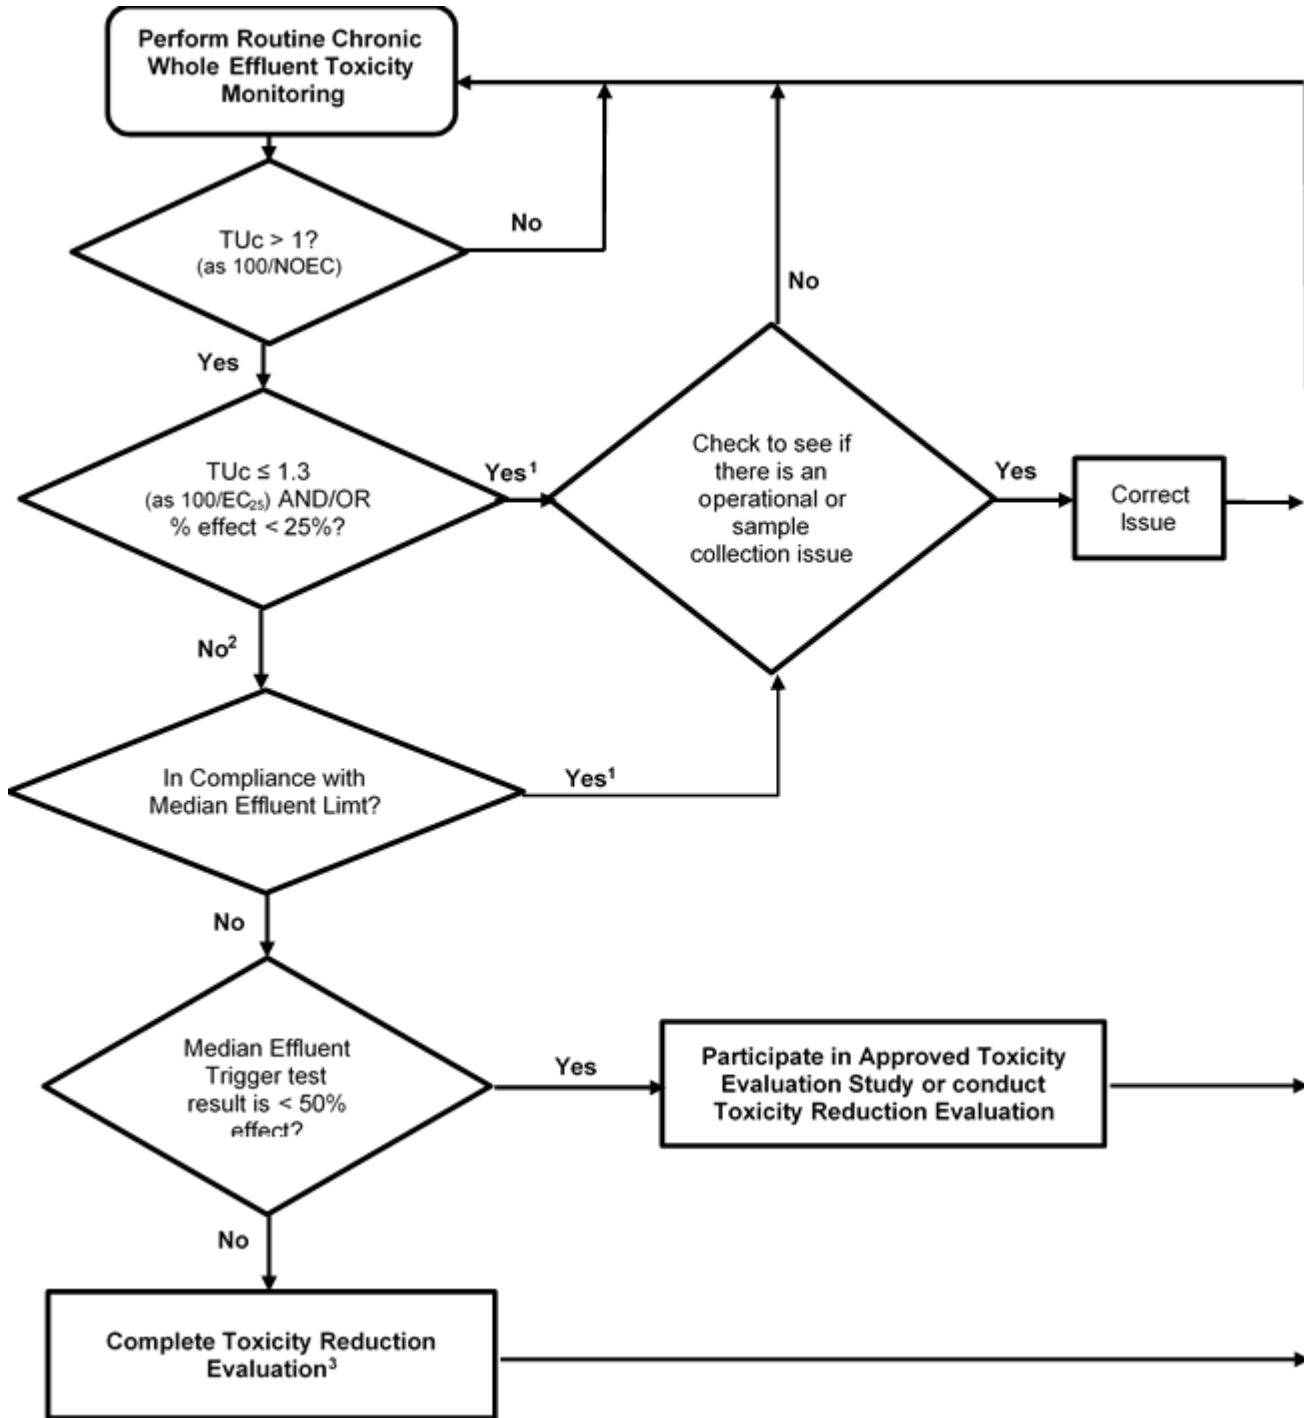 Perform Routine Chronic
Whole Effluent Toxicity
Monitoring
TUc > 1?
(as 100/NOEC)
No
Yes
TUc ≤ 1.3
(as 100/EC₂₅) AND/OR
% effect < 25%?
Yes¹
Check to see if
there is an
operational or
sample
collection issue
No
Yes
Correct
Issue
No²
In Compliance with
Median Effluent Limt?
Yes¹
No
Median Effluent
Trigger test
result is < 50%
effect?
Yes
Participate in Approved Toxicity
Evaluation Study or conduct
Toxicity Reduction Evaluation
No
Complete Toxicity Reduction
Evaluation³